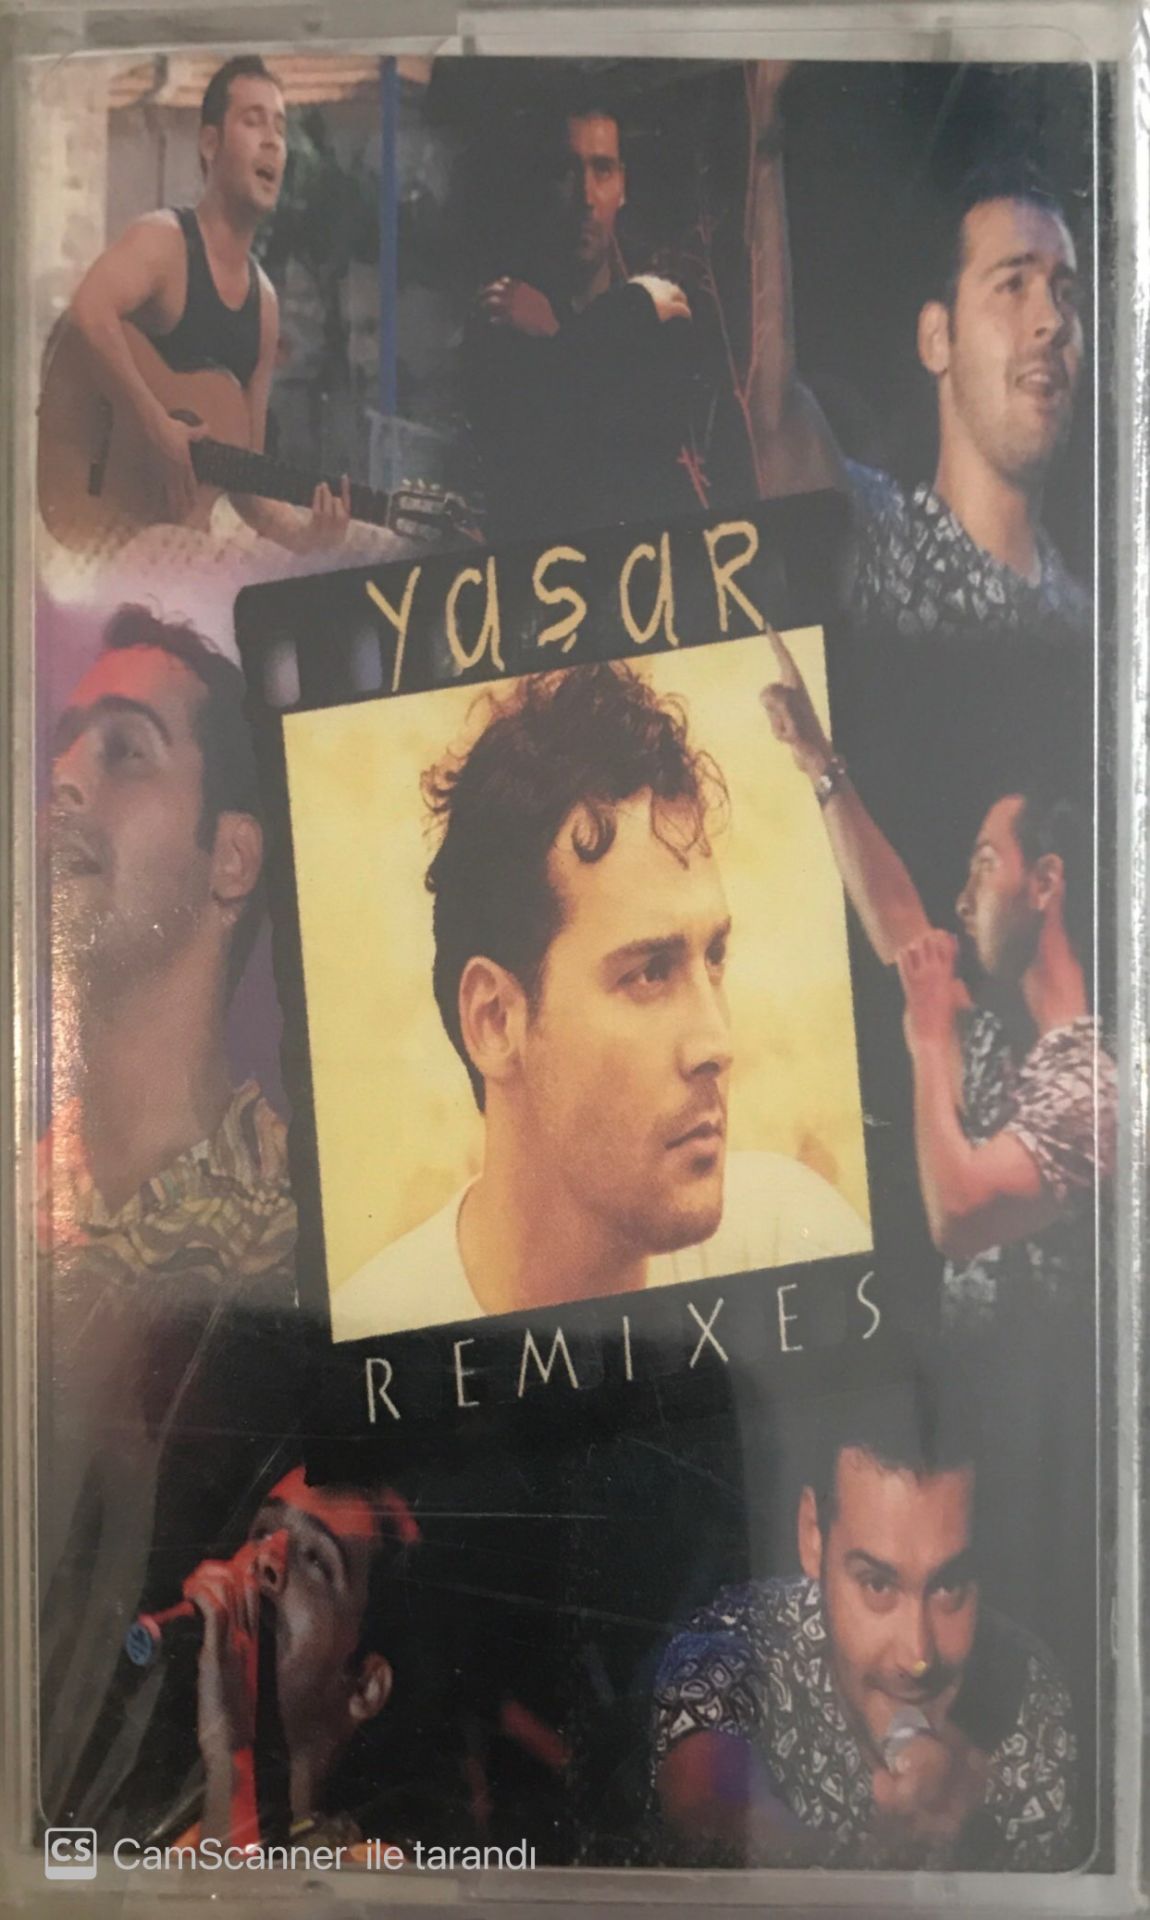 YAŞAR
REMIXES
CS CamScanner ile tarandı